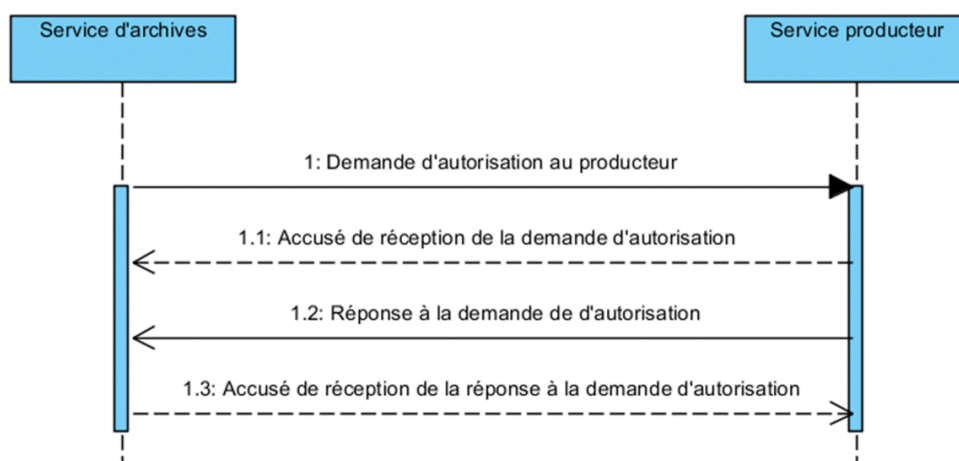 Service d'archives
Service producteur
1: Demande d'autorisation au producteur
1.1: Accusé de réception de la demande d'autorisation
1.2: Réponse à la demande de d'autorisation
1.3: Accusé de réception de la réponse à la demande d'autorisation